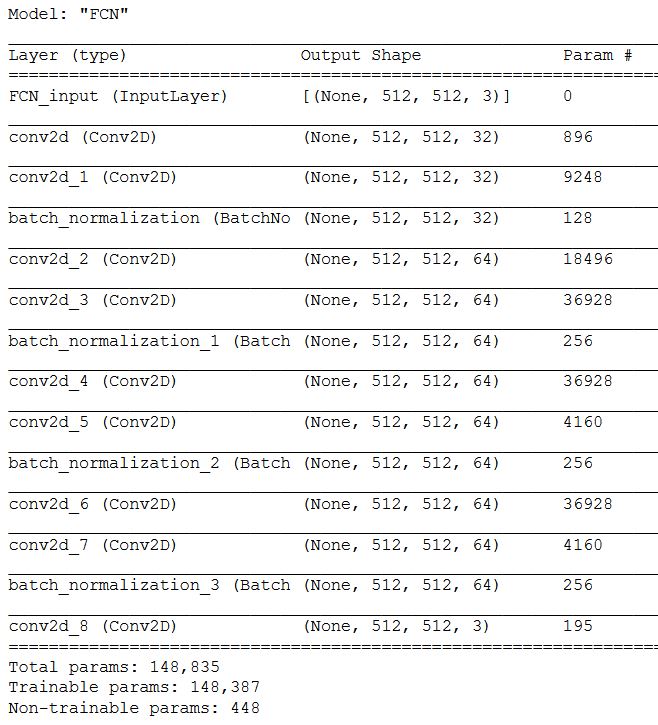 Model: "FCN"
Layer (type) Output Shape Param #
FCN_input (InputLayer) [(None, 512, 512, 3)] 0
conv2d (Conv2D) (None, 512, 512, 32) 896
conv2d_1 (Conv2D) (None, 512, 512, 32) 9248
batch_normalization (BatchNo (None, 512, 512, 32) 128
conv2d_2 (Conv2D) (None, 512, 512, 64) 18496
conv2d_3 (Conv2D) (None, 512, 512, 64) 36928
batch_normalization_1 (Batch (None, 512, 512, 64) 256
conv2d_4 (Conv2D) (None, 512, 512, 64) 36928
conv2d_5 (Conv2D) (None, 512, 512, 64) 4160
batch_normalization_2 (Batch (None, 512, 512, 64) 256
conv2d_6 (Conv2D) (None, 512, 512, 64) 36928
conv2d_7 (Conv2D) (None, 512, 512, 64) 4160
batch_normalization_3 (Batch (None, 512, 512, 64) 256
conv2d_8 (Conv2D) (None, 512, 512, 3) 195
Total params: 148,835
Trainable params: 148,387
Non-trainable params: 448